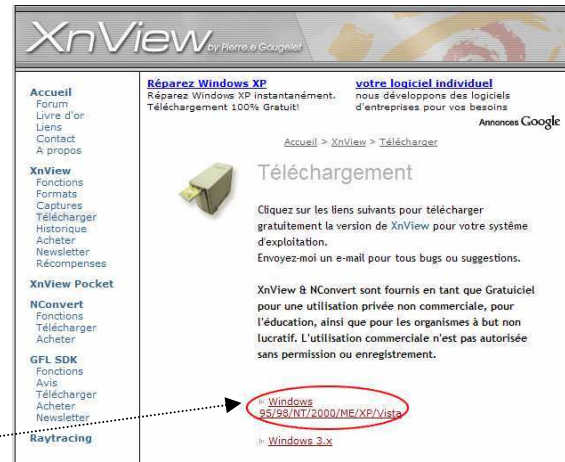 XnView by Pierre.e Gougelet
Accueil
Forum
Livre d'or
Liens
Contact
A propos
XnView
Fonctions
Formats
Captures
Télécharger
Historique
Acheter
Newsletter
Récompenses
XnView Pocket
NConvert
Fonctions
Télécharger
Acheter
GFL SDK
Fonctions
Avis
Télécharger
Acheter
Newsletter
Raytracing
Réparez Windows XP
Réparez Windows XP instantanément.
Téléchargement 100% Gratuit!
votre logiciel individuel
nous développons des logiciels
d'entreprises pour vos besoins
Annonces Google
Accueil > XnView > Télécharger
Téléchargement
Cliquez sur les liens suivants pour télécharger
gratuitement la version de XnView pour votre système
d'exploitation.
Envoyez-moi un e-mail pour tous bugs ou suggestions.
XnView & NConvert sont fournis en tant que Gratuiciel
pour une utilisation privée non commerciale, pour
l'éducation, ainsi que pour les organismes à but non
lucratif. L'utilisation commerciale n'est pas autorisée
sans permission ou enregistrement.
Windows
95/98/NT/2000/ME/XP/Vista
Windows 3.x